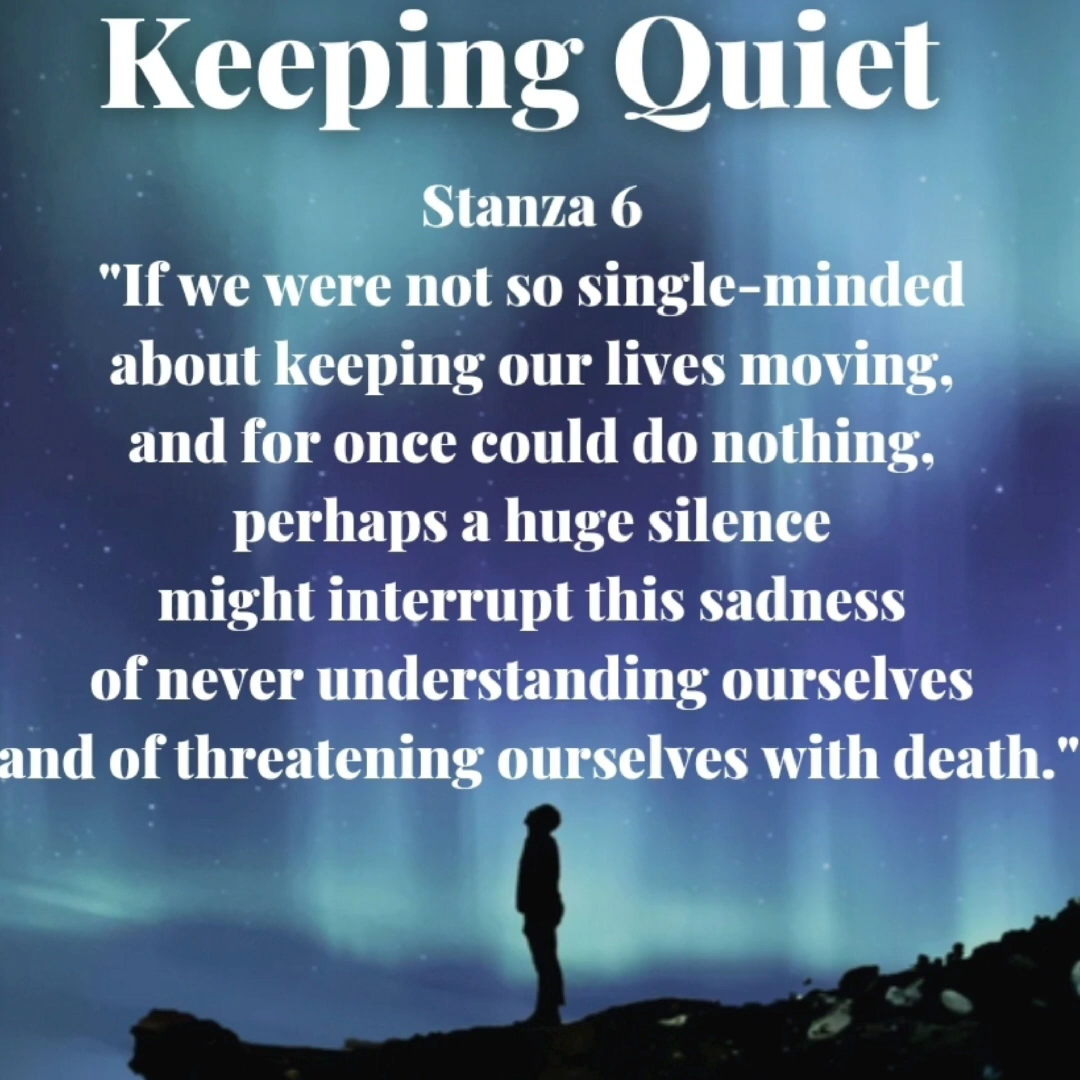 Keeping Quiet
Stanza 6
"If we were not so single-minded
about keeping our lives moving,
and for once could do nothing,
perhaps a huge silence
might interrupt this sadness
of never understanding ourselves
and of threatening ourselves with death."